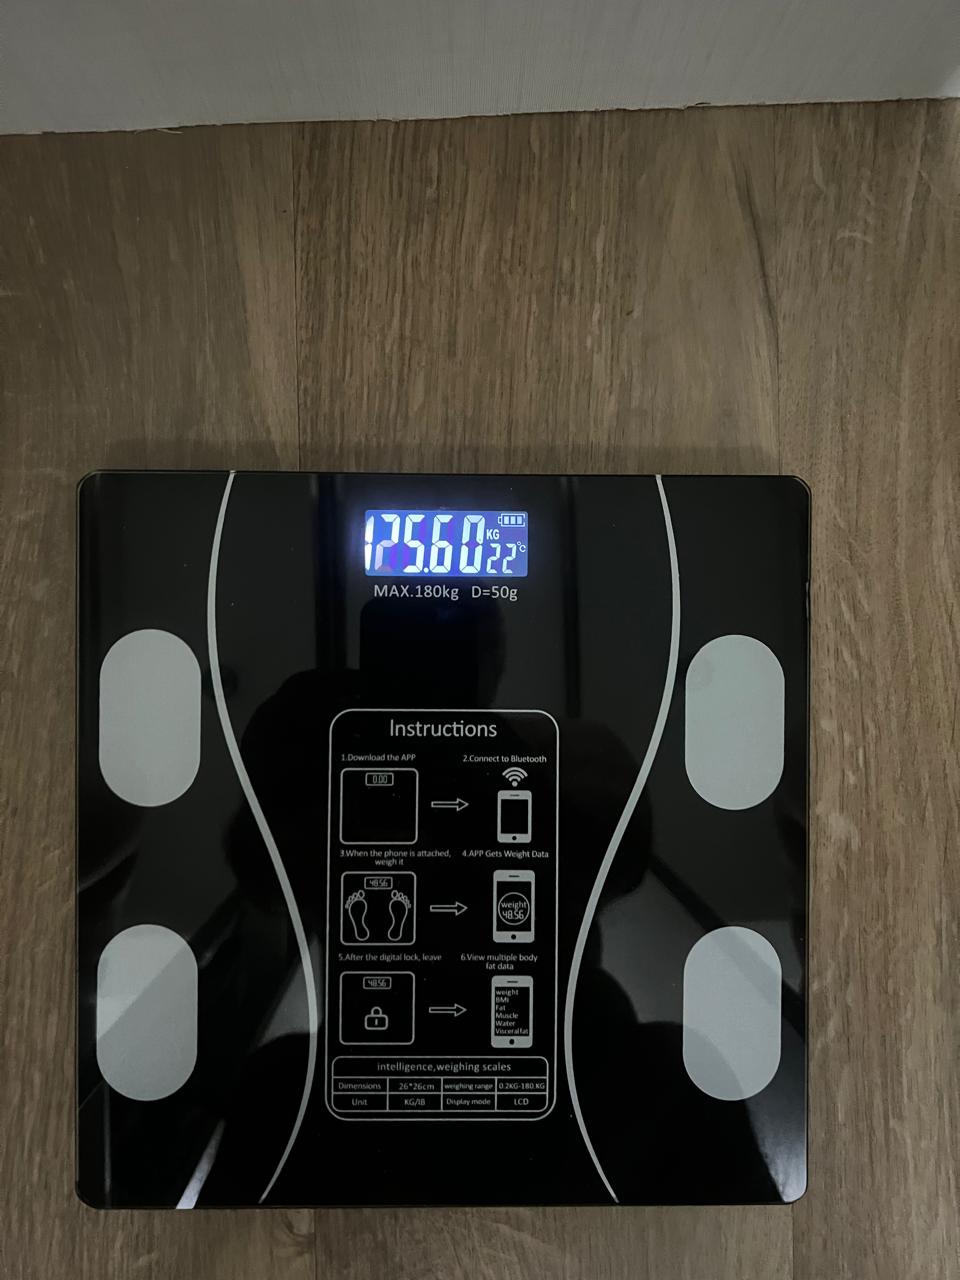 125.60 KG 22°C
MAX.180kg D=50g
Instructions
1.Download the APP
2.Connect to Bluetooth
0.00
3.When the phone is attached,
weigh it
4.APP Gets Weight Data
48.56
weight
48.56
5.After the digital lock, leave
6.View multiple body
fat data
48.56
weight
BMI
Fat
Muscle
Water
Visceralfat
intelligence,weighing scales
Dimensions 26*26cm weighing range 0.2KG-180.KG
Unit KG/IB Display mode LCD